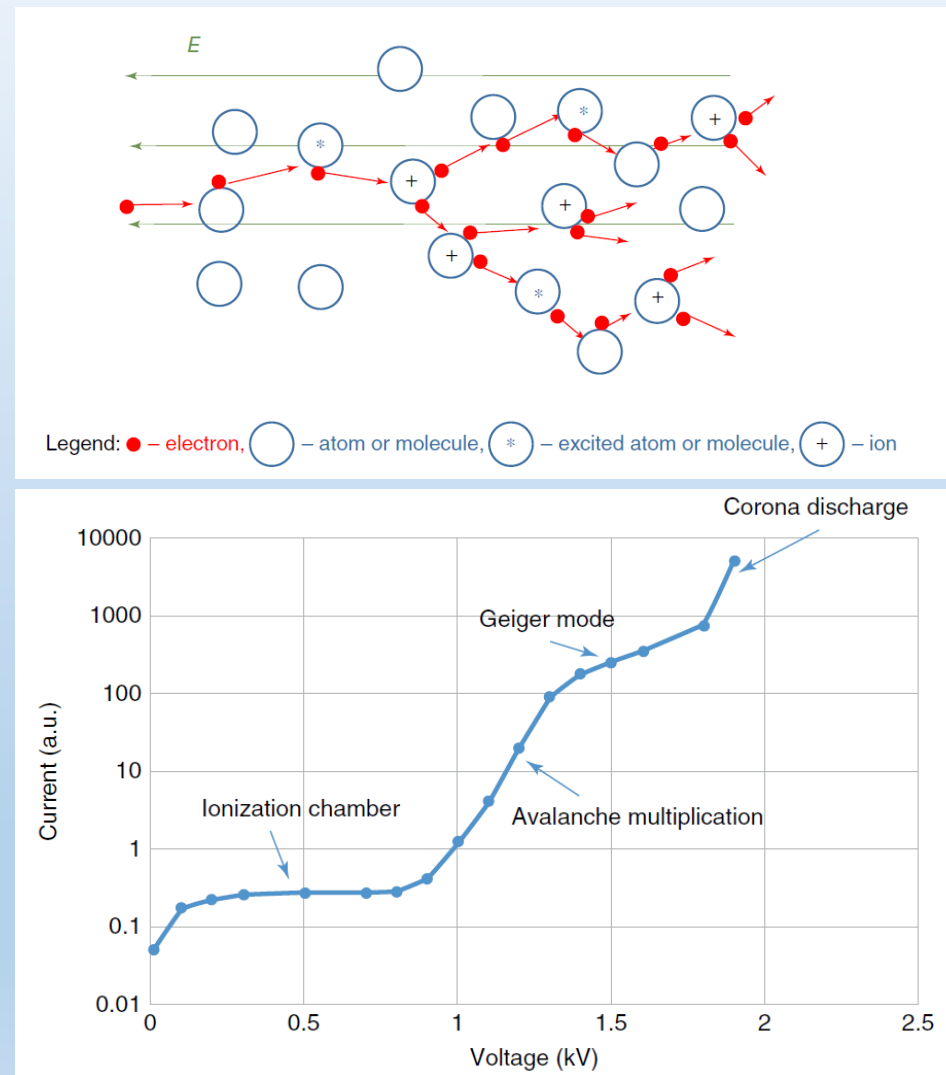 E
*
*
+
+
+
+
*
+
Legend: – electron, – atom or molecule, * – excited atom or molecule, + – ion
Corona discharge
10000
1000
Geiger mode
100
10
Ionization chamber
Avalanche multiplication
1
0.1
0.01
Current (a.u.)
0 0.5 1 1.5 2 2.5
Voltage (kV)